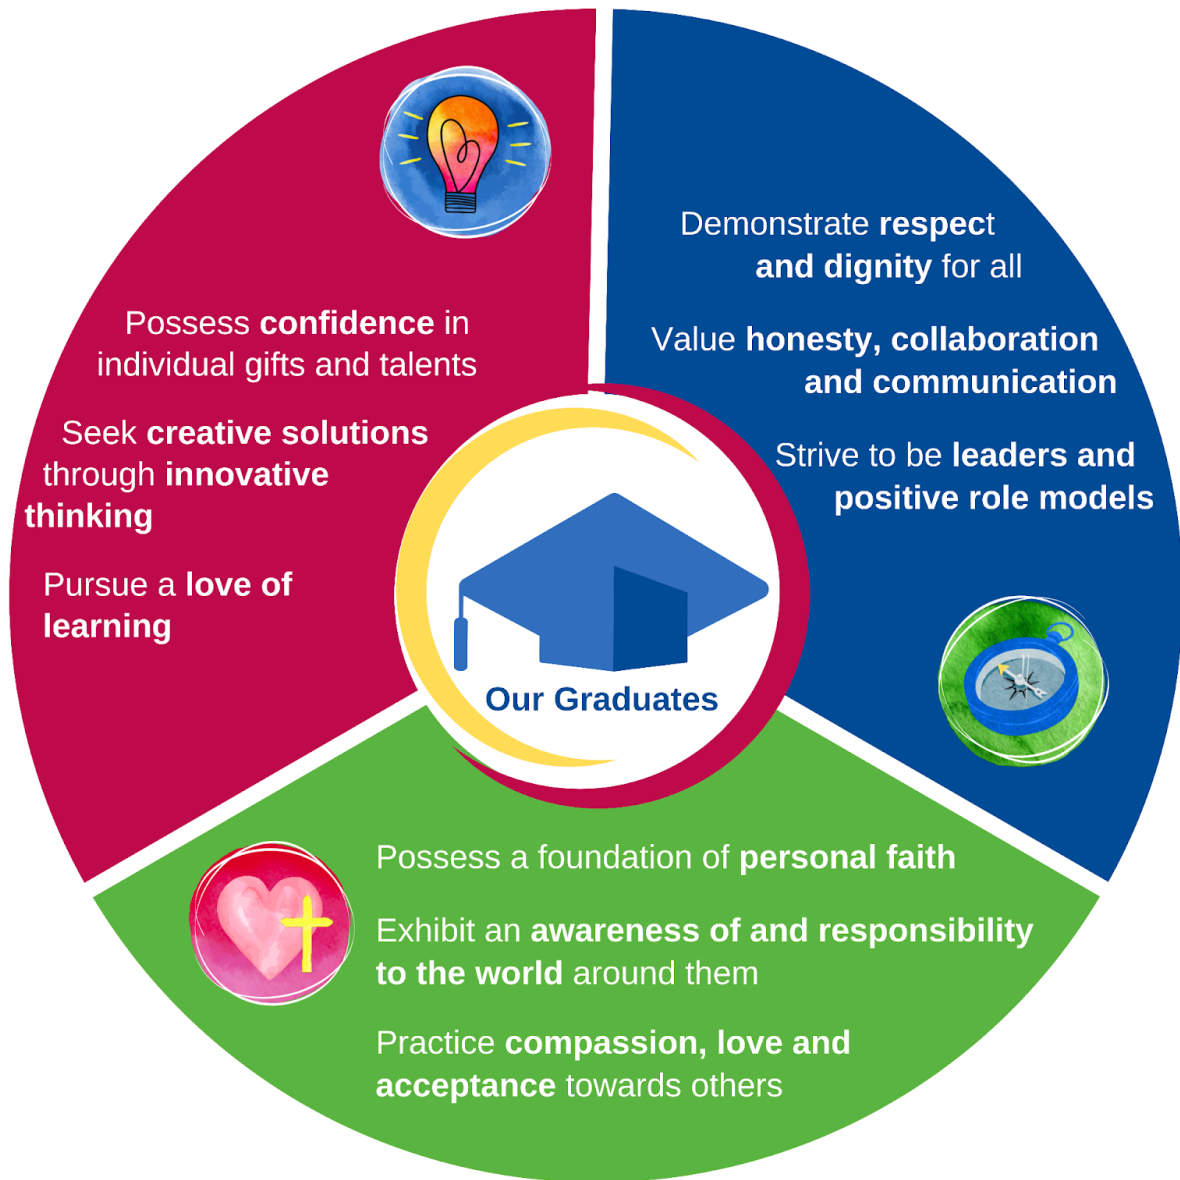 Possess confidence in
individual gifts and talents
Seek creative solutions
through innovative
thinking
Pursue a love of
learning
Demonstrate respect
and dignity for all
Value honesty, collaboration
and communication
Strive to be leaders and
positive role models
Our Graduates
Possess a foundation of personal faith
Exhibit an awareness of and responsibility
to the world around them
Practice compassion, love and
acceptance towards others